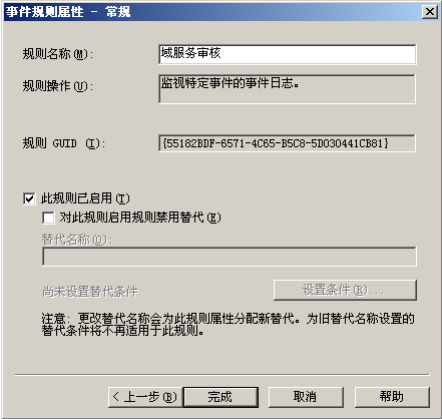 事件规则属性 - 常规
规则名称(M):
域服务审核
规则操作(U):
监视特定事件的事件日志。
规则 GUID (I):
{55182BDF-6571-4C65-B5C8-5D030441CB81}
此规则已启用(T)
对此规则启用规则禁用替代(E)
替代名称(O):
尚未设置替代条件
设置条件(R)...
注意: 更改替代名称会为此规则属性分配新替代。为旧替代名称设置的
替代条件将不再适用于此规则。
< 上一步(B)
完成
取消
帮助